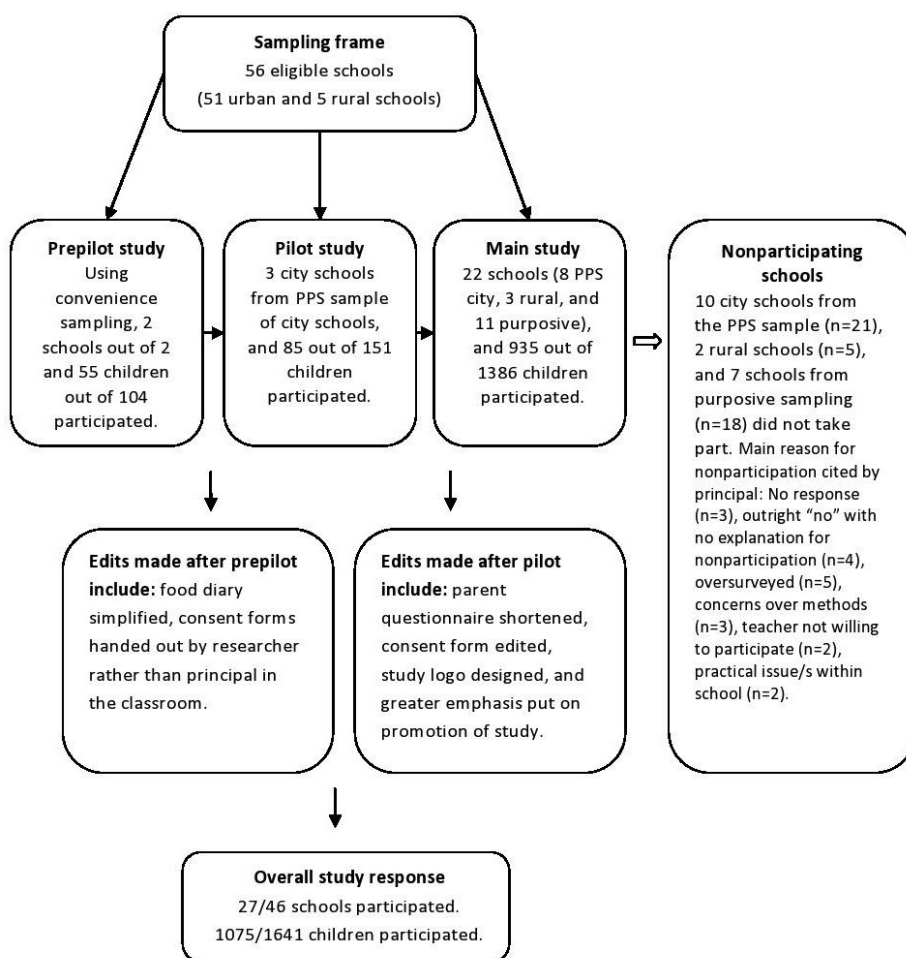 Sampling frame
56 eligible schools
(51 urban and 5 rural schools)
Prepilot study
Using
convenience
sampling, 2
schools out of 2
and 55 children
out of 104
participated.
Pilot study
3 city schools
from PPS sample
of city schools,
and 85 out of 151
children
participated.
Main study
22 schools (8 PPS
city, 3 rural, and
11 purposive),
and 935 out of
1386 children
participated.
Nonparticipating
schools
10 city schools from
the PPS sample (n=21),
2 rural schools (n=5),
and 7 schools from
purposive sampling
(n=18) did not take
part. Main reason for
nonparticipation cited by
principal: No response
(n=3), outright “no” with
no explanation for
nonparticipation (n=4),
oversurveyed (n=5),
concerns over methods
(n=3), teacher not willing
to participate (n=2),
practical issue/s within
school (n=2).
Edits made after prepilot
include: food diary
simplified, consent forms
handed out by researcher
rather than principal in
the classroom.
Edits made after pilot
include: parent
questionnaire shortened,
consent form edited,
study logo designed, and
greater emphasis put on
promotion of study.
Overall study response
27/46 schools participated.
1075/1641 children participated.